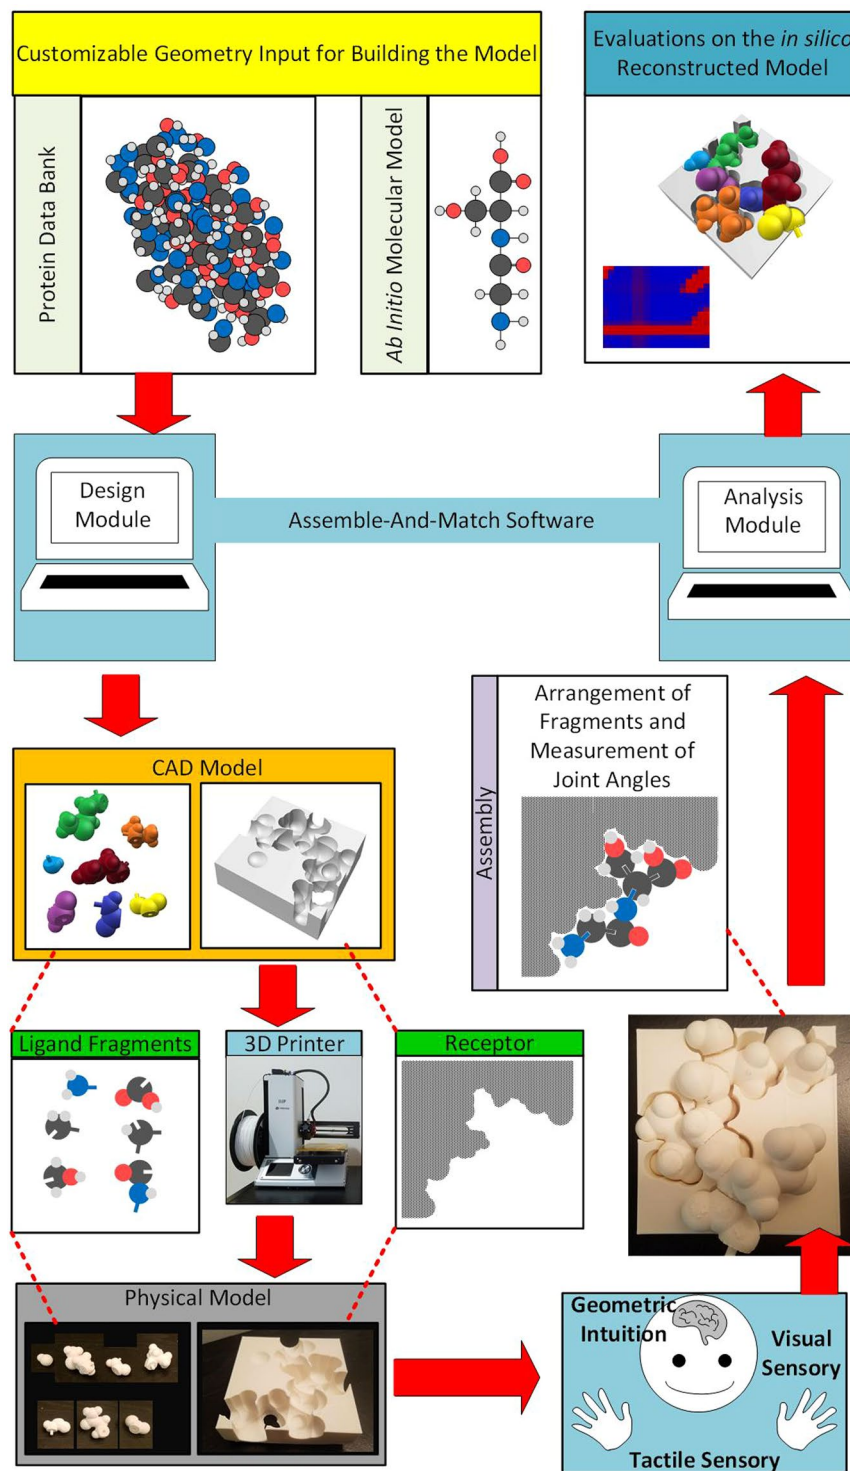 Customizable Geometry Input for Building the Model
Protein Data Bank
Ab Initio Molecular Model
Evaluations on the in silico
Reconstructed Model
Design
Module
Assemble-And-Match Software
Analysis
Module
CAD Model
Assembly
Arrangement of
Fragments and
Measurement of
Joint Angles
Ligand Fragments
3D Printer
Receptor
Physical Model
Geometric
Intuition
Visual
Sensory
Tactile Sensory